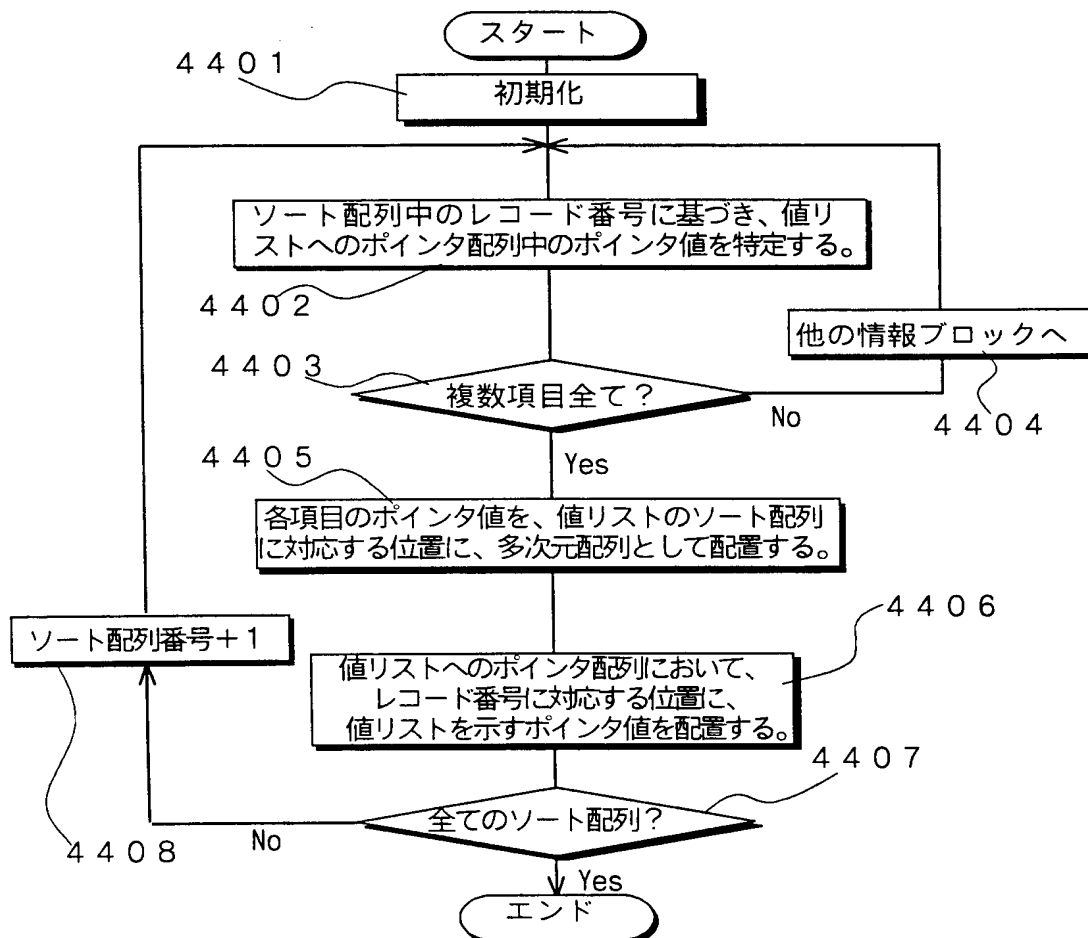 スタート
4401
初期化
ソート配列中のレコード番号に基づき、値リ
ストへのポインタ配列中のポインタ値を特定する。
4402
他の情報ブロックへ
4403
複数項目全て？
No
4404
Yes
4405
各項目のポインタ値を、値リストのソート配列
に対応する位置に、多次元配列として配置する。
4406
ソート配列番号＋1
値リストへのポインタ配列において、
レコード番号に対応する位置に、
値リストを示すポインタ値を配置する。
4407
全てのソート配列？
No
4408
Yes
エンド